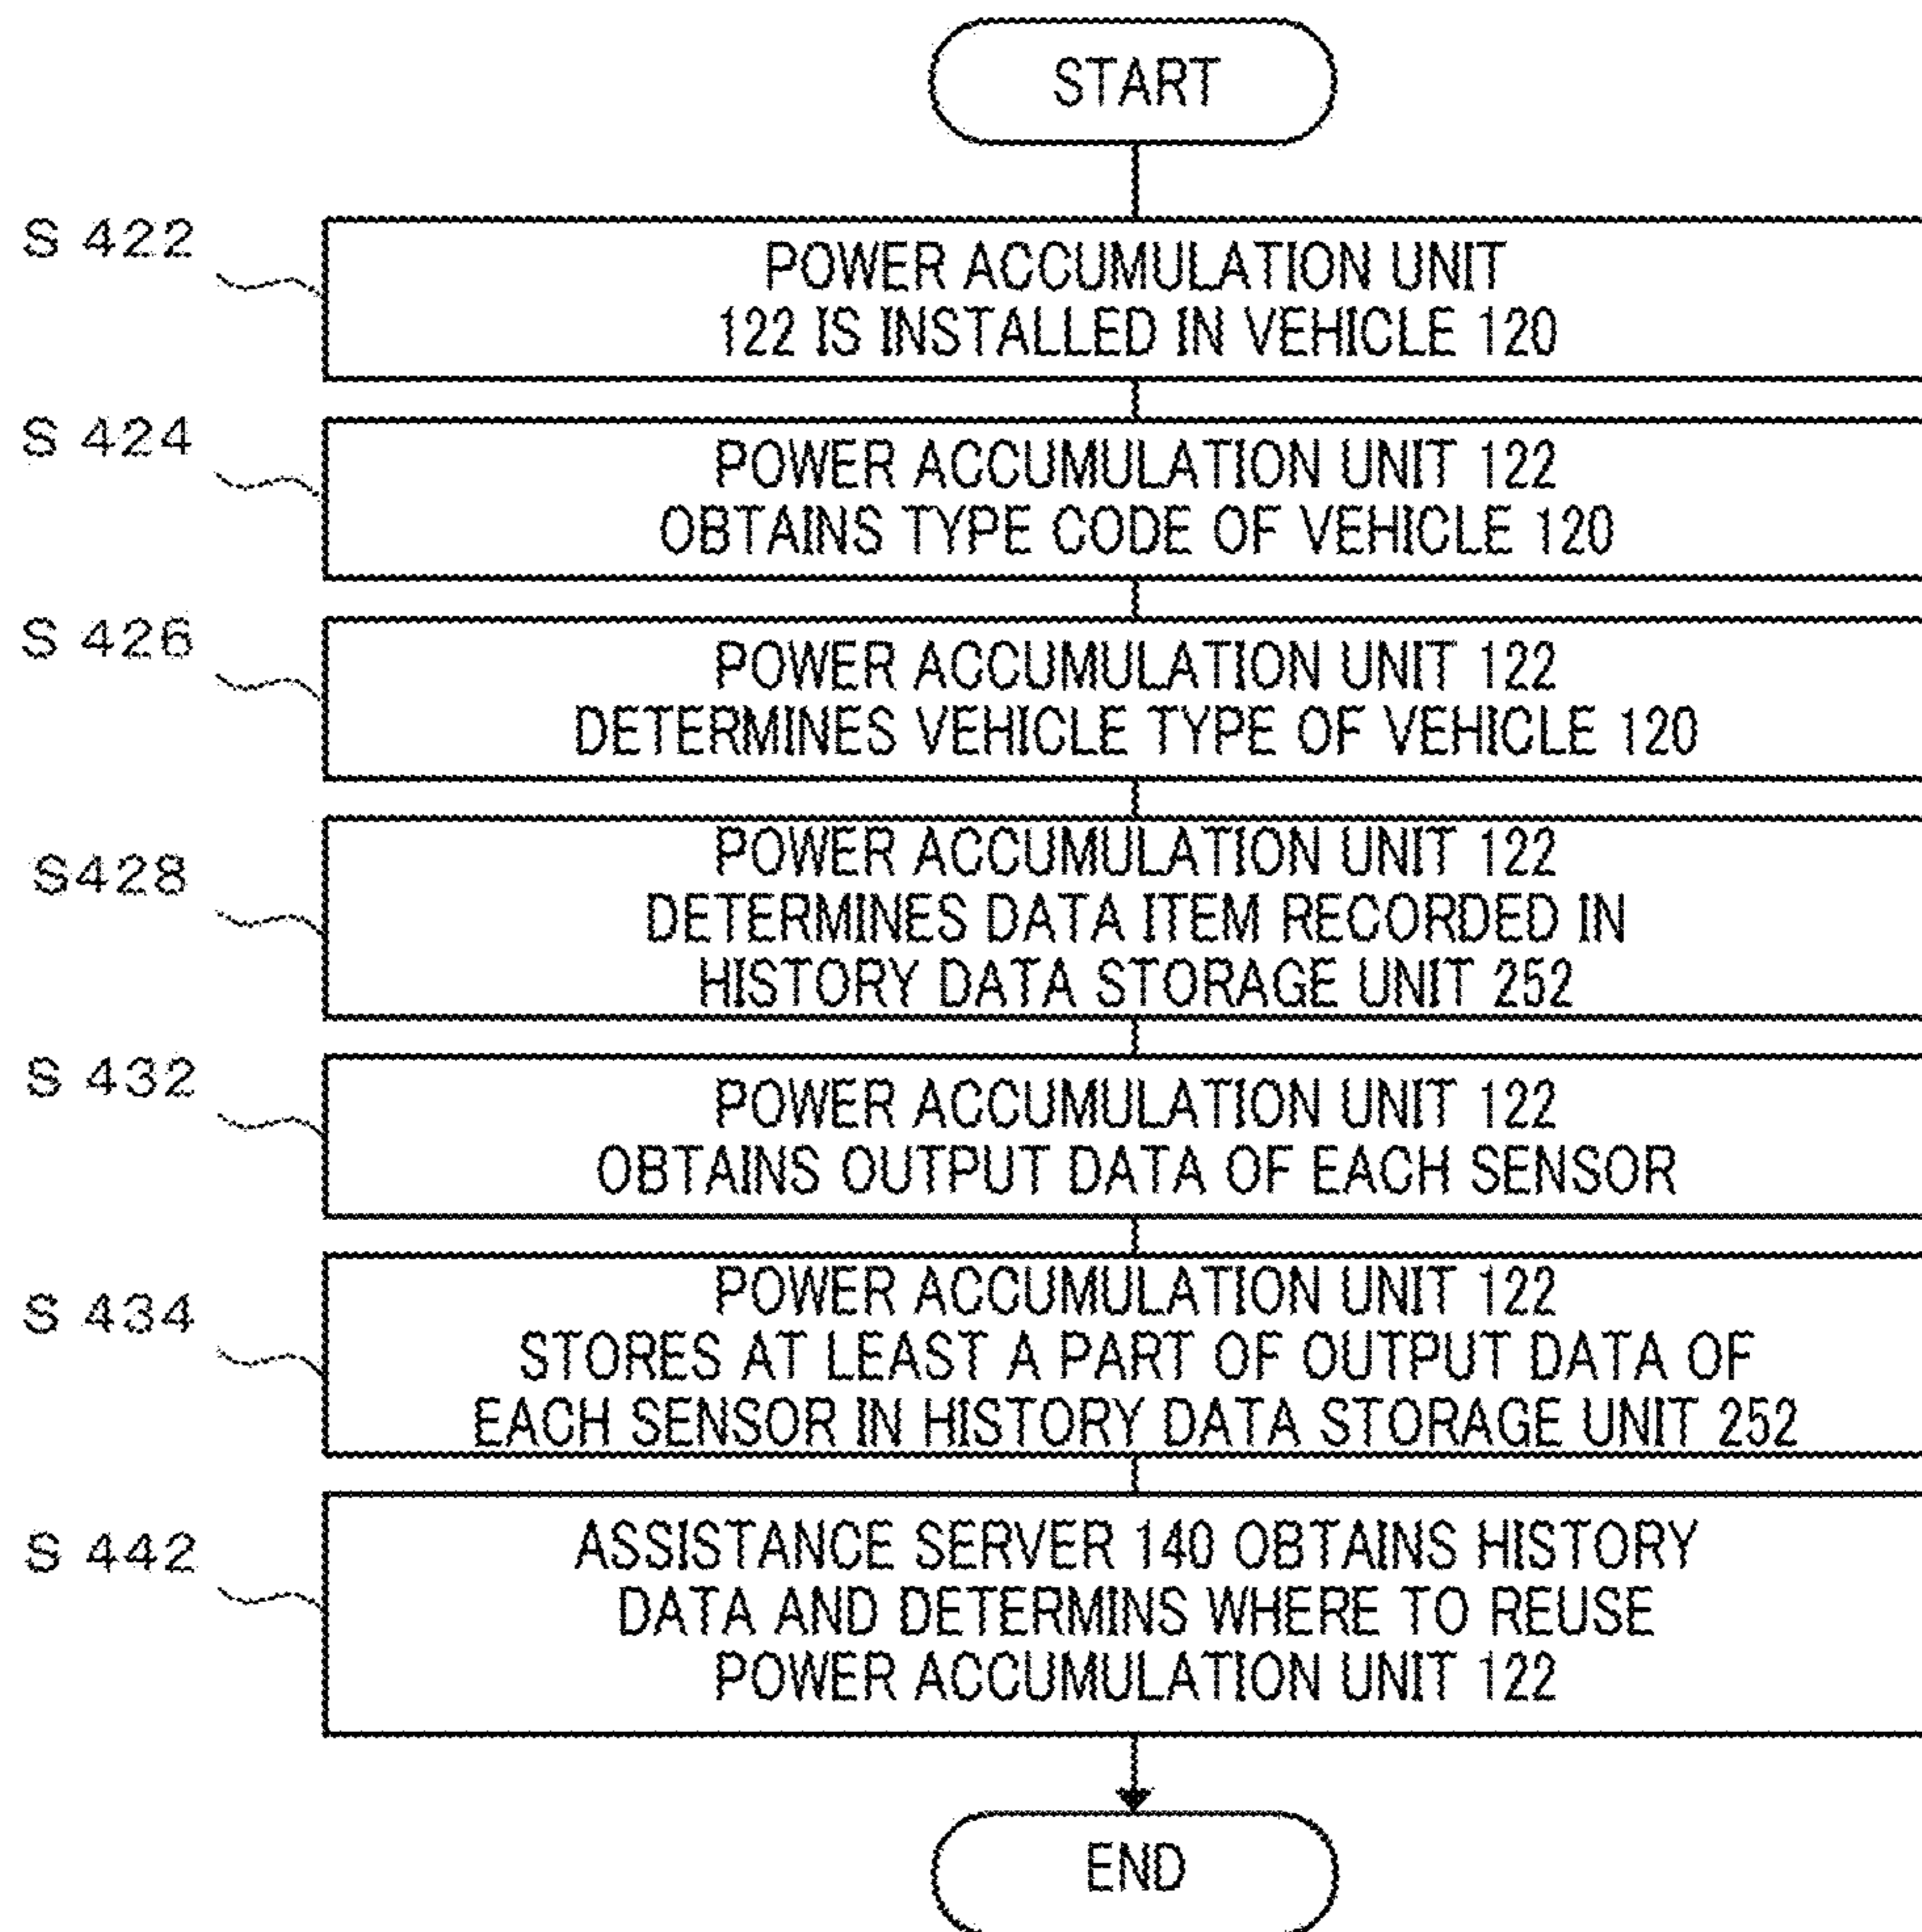 START
S 422
POWER ACCUMULATION UNIT
122 IS INSTALLED IN VEHICLE 120
S 424
POWER ACCUMULATION UNIT 122
OBTAINS TYPE CODE OF VEHICLE 120
S 426
POWER ACCUMULATION UNIT 122
DETERMINES VEHICLE TYPE OF VEHICLE 120
S428
POWER ACCUMULATION UNIT 122
DETERMINES DATA ITEM RECORDED IN
HISTORY DATA STORAGE UNIT 252
S 432
POWER ACCUMULATION UNIT 122
OBTAINS OUTPUT DATA OF EACH SENSOR
S 434
POWER ACCUMULATION UNIT 122
STORES AT LEAST A PART OF OUTPUT DATA OF
EACH SENSOR IN HISTORY DATA STORAGE UNIT 252
S 442
ASSISTANCE SERVER 140 OBTAINS HISTORY
DATA AND DETERMINS WHERE TO REUSE
POWER ACCUMULATION UNIT 122
END